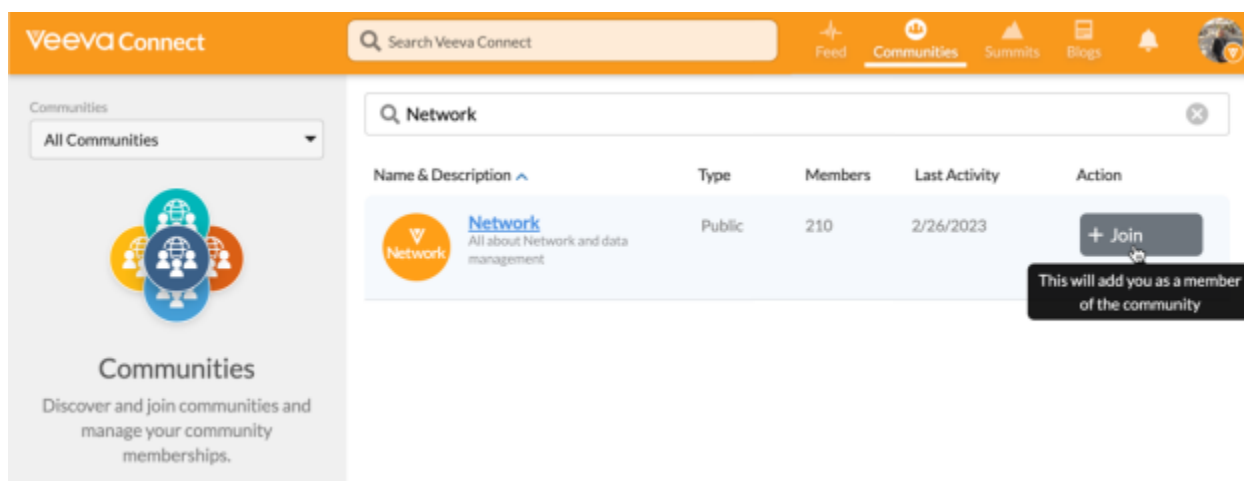 Veeva Connect
Search Veeva Connect
Feed
Communities
Summits
Blogs
Communities
All Communities
Communities
Discover and join communities and
manage your community
memberships.
Network
Name & Description
Type
Members
Last Activity
Action
Network
Network
All about Network and data
management
Public
210
2/26/2023
+ Join
This will add you as a member
of the community